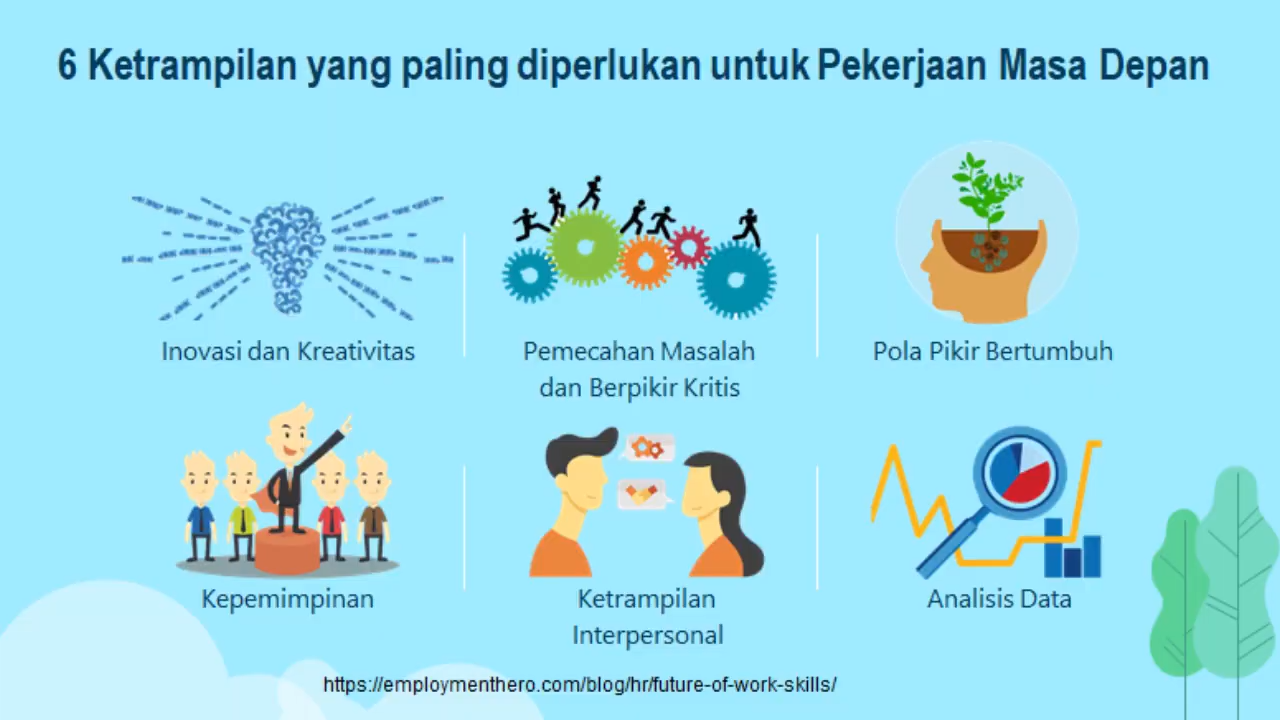 6 Ketrampilan yang paling diperlukan untuk Pekerjaan Masa Depan
Inovasi dan Kreativitas
Pemecahan Masalah
dan Berpikir Kritis
Pola Pikir Bertumbuh
Kepemimpinan
Ketrampilan
Interpersonal
Analisis Data
https://employmenthero.com/blog/hr/future-of-work-skills/